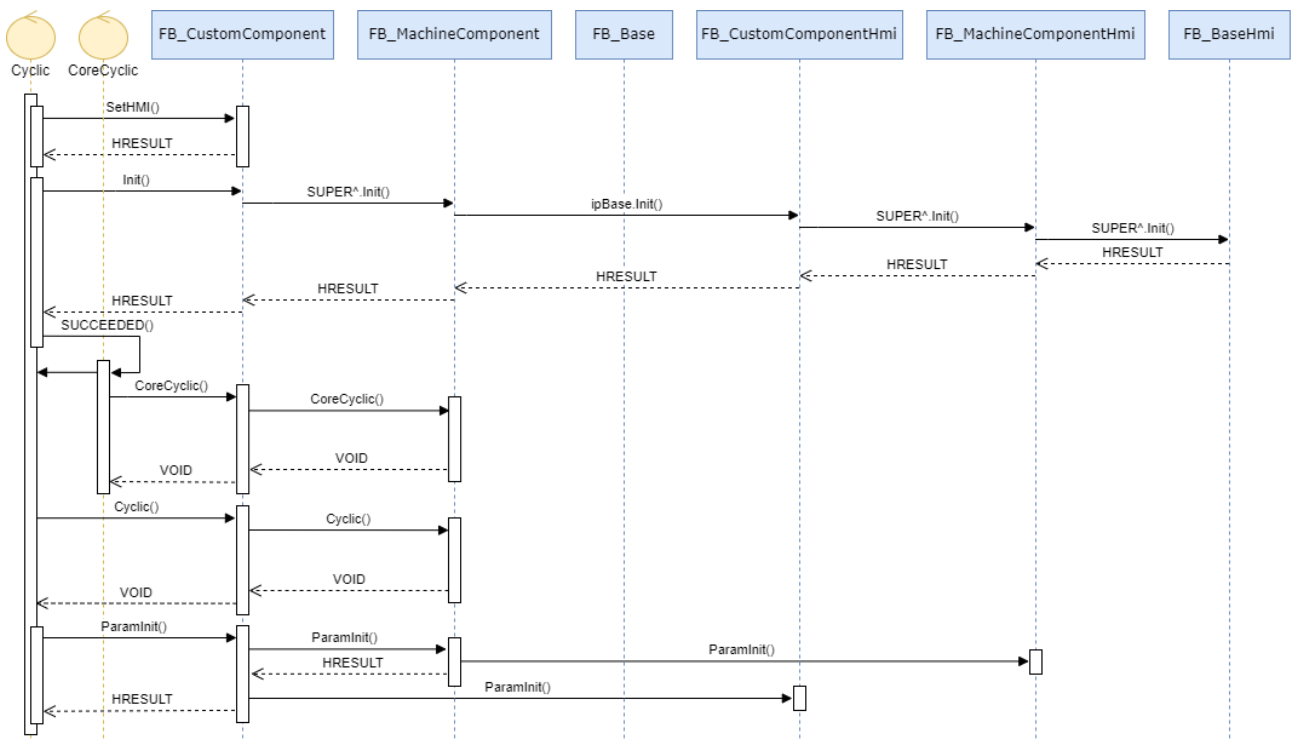 FB_CustomComponent
FB_MachineComponent
FB_Base
FB_CustomComponentHmi
FB_MachineComponentHmi
FB_BaseHmi
Cyclic
CoreCyclic
SetHMI()
HRESULT
Init()
SUPER^.Init()
ipBase.Init()
SUPER^.Init()
SUPER^.Init()
HRESULT
HRESULT
HRESULT
HRESULT
HRESULT
SUCCEEDED()
CoreCyclic()
CoreCyclic()
VOID
VOID
Cyclic()
Cyclic()
VOID
VOID
ParamInit()
ParamInit()
ParamInit()
HRESULT
ParamInit()
HRESULT